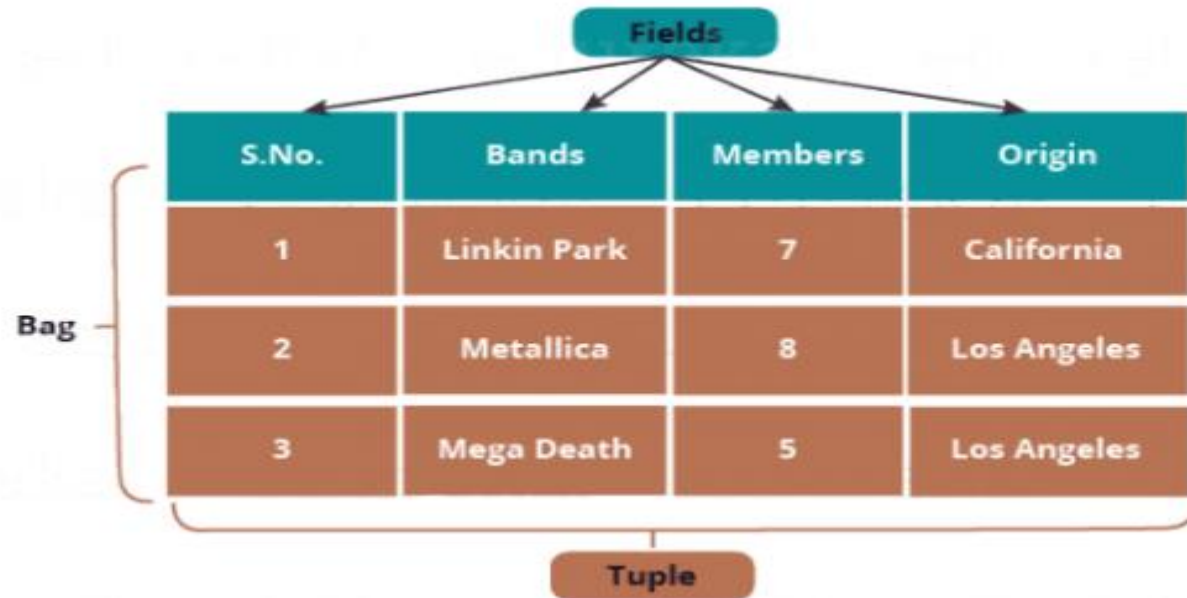 Fields
S.No. Bands Members Origin
1 Linkin Park 7 California
Bag
2 Metallica 8 Los Angeles
3 Mega Death 5 Los Angeles
Tuple